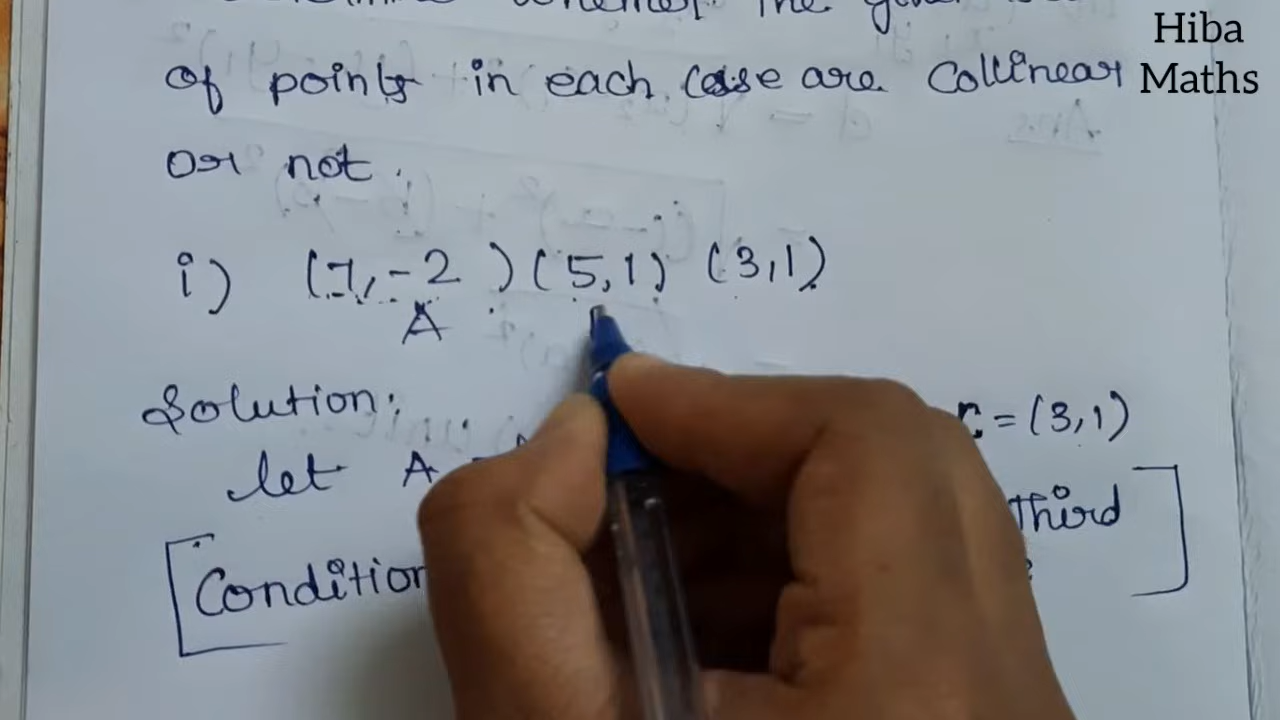 the
of points in each case are Collinear
or not.
i) (7,-2) (5,1) (3,1)
A
Solution:
let A C = (3,1)
Condition third
Hiba
Maths